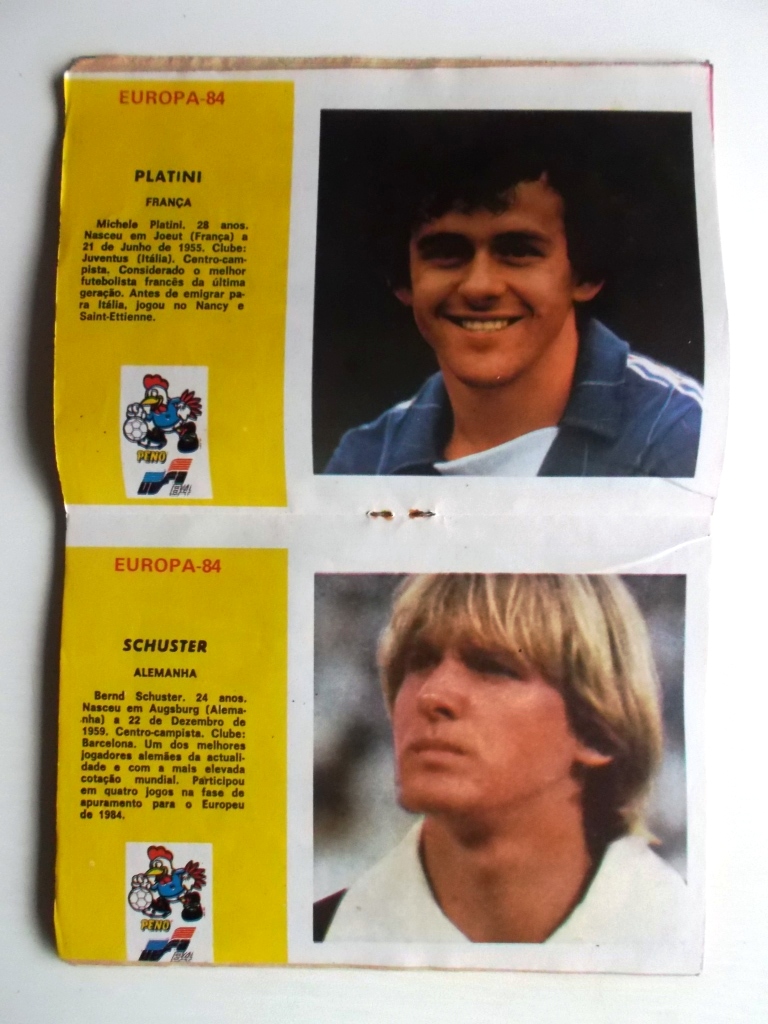 EUROPA-84
PLATINI
FRANÇA
Michele Platini. 28 anos.
Nasceu em Joeut (França) a
21 de Junho de 1955. Clube:
Juventus (Itália). Centro-cam-
pista. Considerado o melhor
futebolista francês da última
geração. Antes de emigrar pa-
ra Itália, jogou no Nancy e
Saint-Ettienne.
PENO
84
EUROPA-84
SCHUSTER
ALEMANHA
Bernd Schuster. 24 anos.
Nasceu em Augsburg (Alema-
nha) a 22 de Dezembro de
1959. Centro-campista. Clube:
Barcelona. Um dos melhores
jogadores alemães da actuali-
dade e com a mais elevada
cotação mundial. Participou
em quatro jogos na fase de
apuramento para o Europeu
de 1984.
PENO